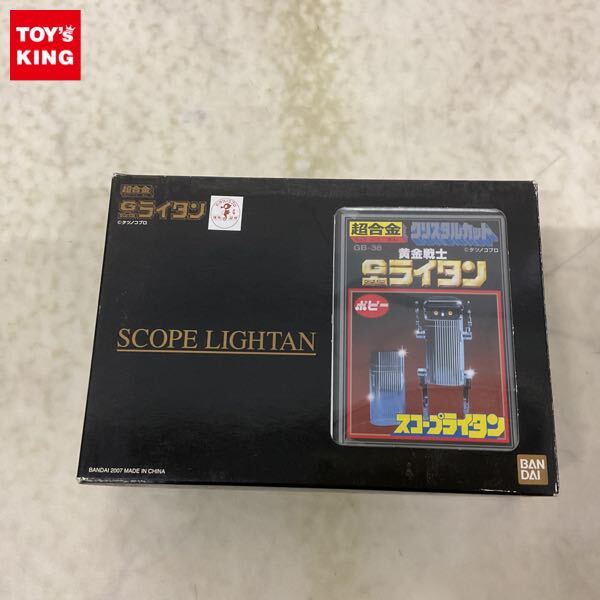 TOY'S
KING
超合金
ライタン
©タツノコプロ
SCOPE LIGHTAN
BANDAI 2007 MADE IN CHINA
超合金 クリスタルカット
GB-36
©タツノコプロ
黄金戦士
ライタン
ポピー
スコープライタン
BAN
DAI